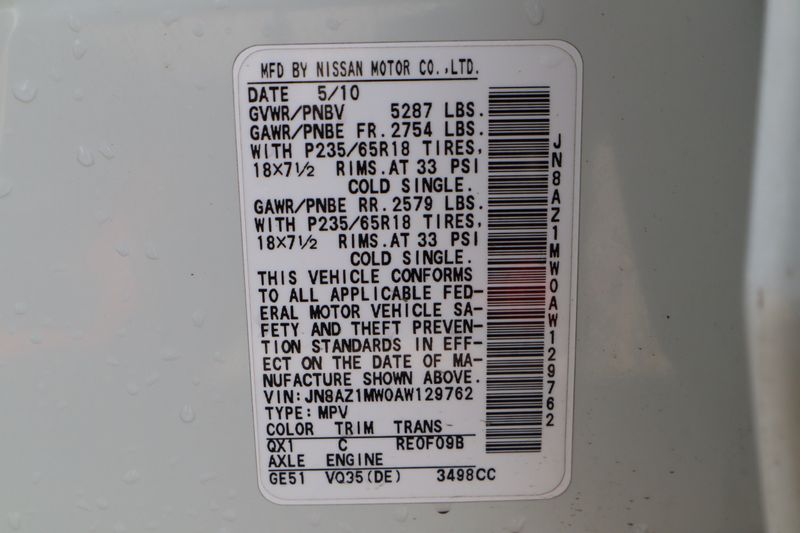 MFD BY NISSAN MOTOR CO.,LTD.
DATE 5/10
GVWR/PNBV 5287 LBS.
GAWR/PNBE FR.2754 LBS.
WITH P235/65R18 TIRES,
18×7½ RIMS.AT 33 PSI
COLD SINGLE.
GAWR/PNBE RR.2579 LBS.
WITH P235/65R18 TIRES,
18×7½ RIMS.AT 33 PSI
COLD SINGLE.
THIS VEHICLE CONFORMS
TO ALL APPLICABLE FED-
ERAL MOTOR VEHICLE SA-
FETY AND THEFT PREVEN-
TION STANDARDS IN EFF-
ECT ON THE DATE OF MA-
NUFACTURE SHOWN ABOVE.
VIN:JN8AZ1MW0AW129762
TYPE:MPV
COLOR TRIM TRANS
QX1 C RE0F09B
AXLE ENGINE
GE51 VQ35(DE) 3498CC
JN8AZ1MW0AW129762